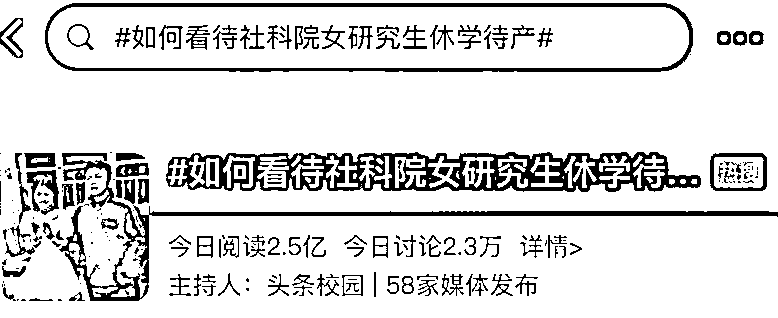 #如何看待社科院女研究生休学待产#
#如何看待社科院女研究生休学待... 热搜
今日阅读2.5亿 今日讨论2.3万 详情>
主持人：头条校园 | 58家媒体发布